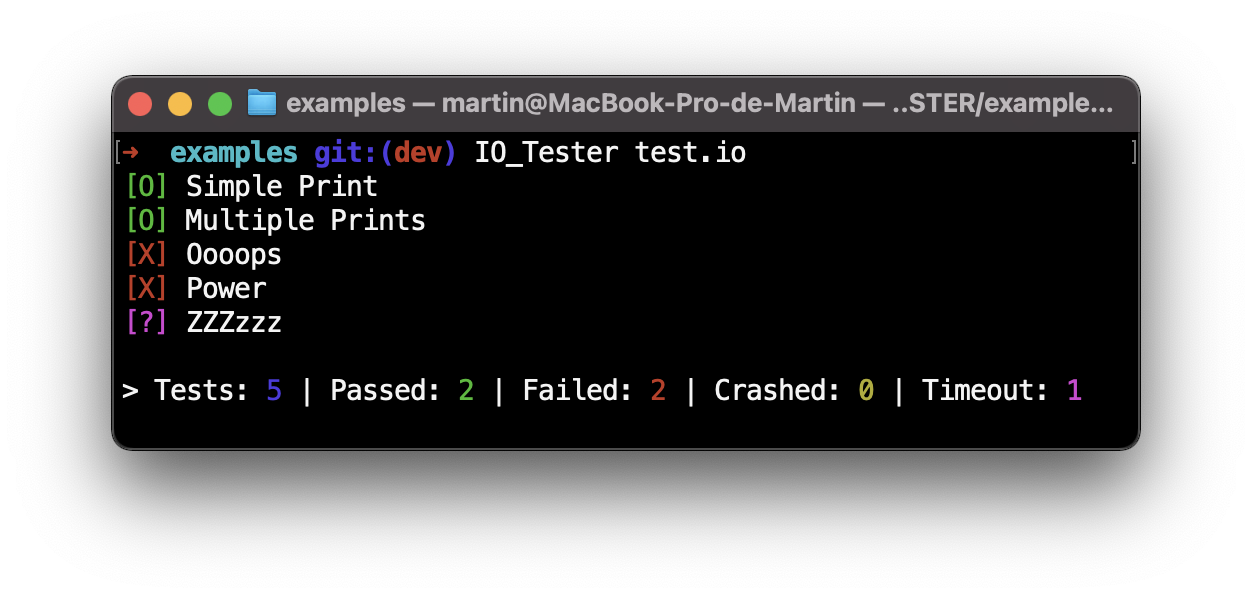 examples — martin@MacBook-Pro-de-Martin — ..STER/example...
[➜  examples git:(dev) IO_Tester test.io ]
[O] Simple Print
[O] Multiple Prints
[X] Oooops
[X] Power
[?] ZZZzzz
> Tests: 5 | Passed: 2 | Failed: 2 | Crashed: 0 | Timeout: 1